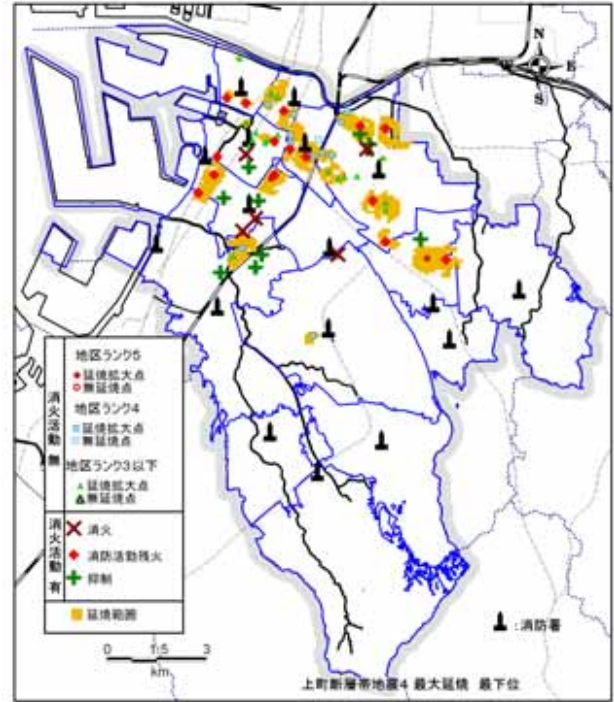 N
W E
S
消火活動 無
地区ランク5
延焼拡大点
無延焼点
地区ランク4
延焼拡大点
無延焼点
地区ランク3以下
延焼拡大点
無延焼点
消火活動 有
消火
消防活動残火
抑制
延焼範囲
0 1.5 3
km
:消防署
上町断層帯地震4 最大延焼 最下位